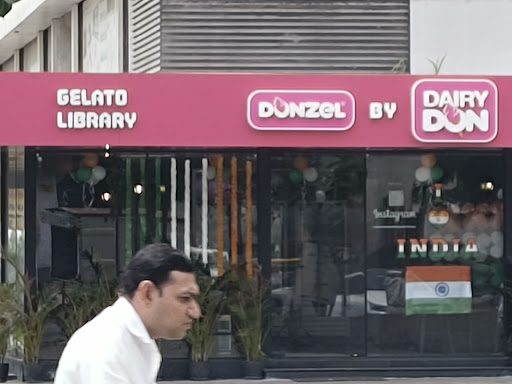 GELATO
LIBRARY
DONZEL BY DAIRY DON
Instagram
INDIA